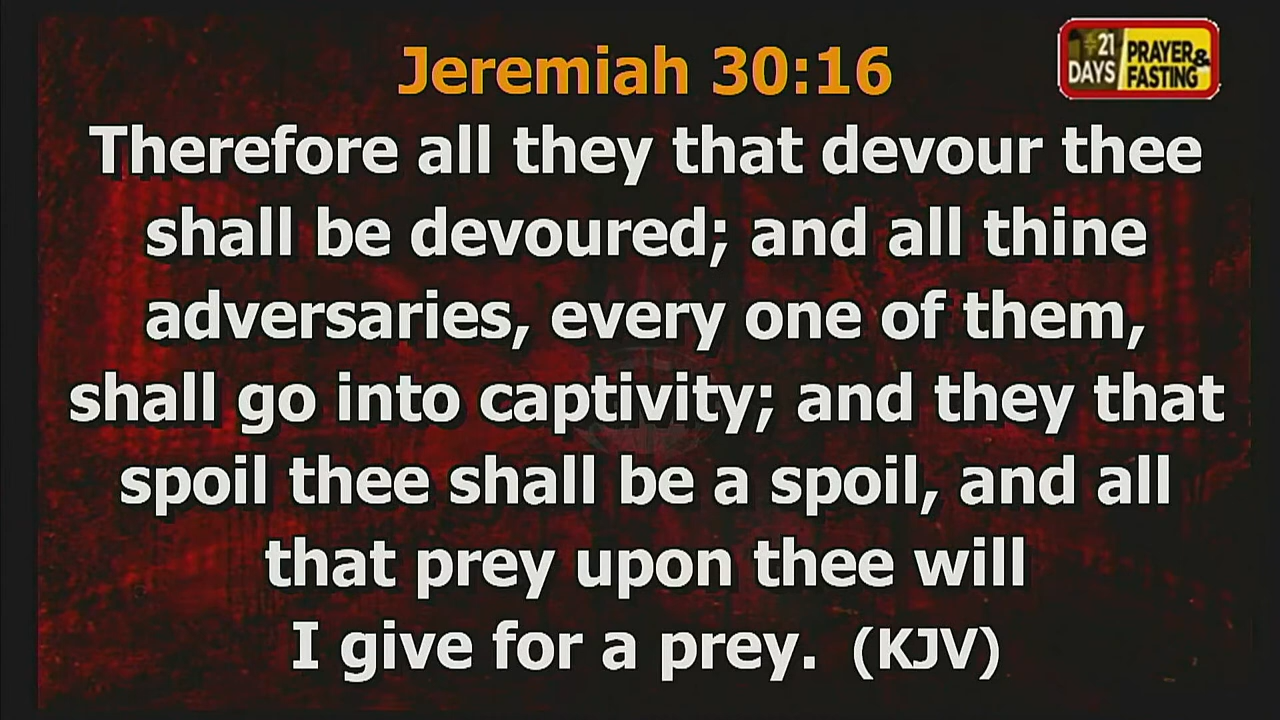 Jeremiah 30:16
21
DAYS
PRAYER&
FASTING
Therefore all they that devour thee
shall be devoured; and all thine
adversaries, every one of them,
shall go into captivity; and they that
spoil thee shall be a spoil, and all
that prey upon thee will
I give for a prey. (KJV)